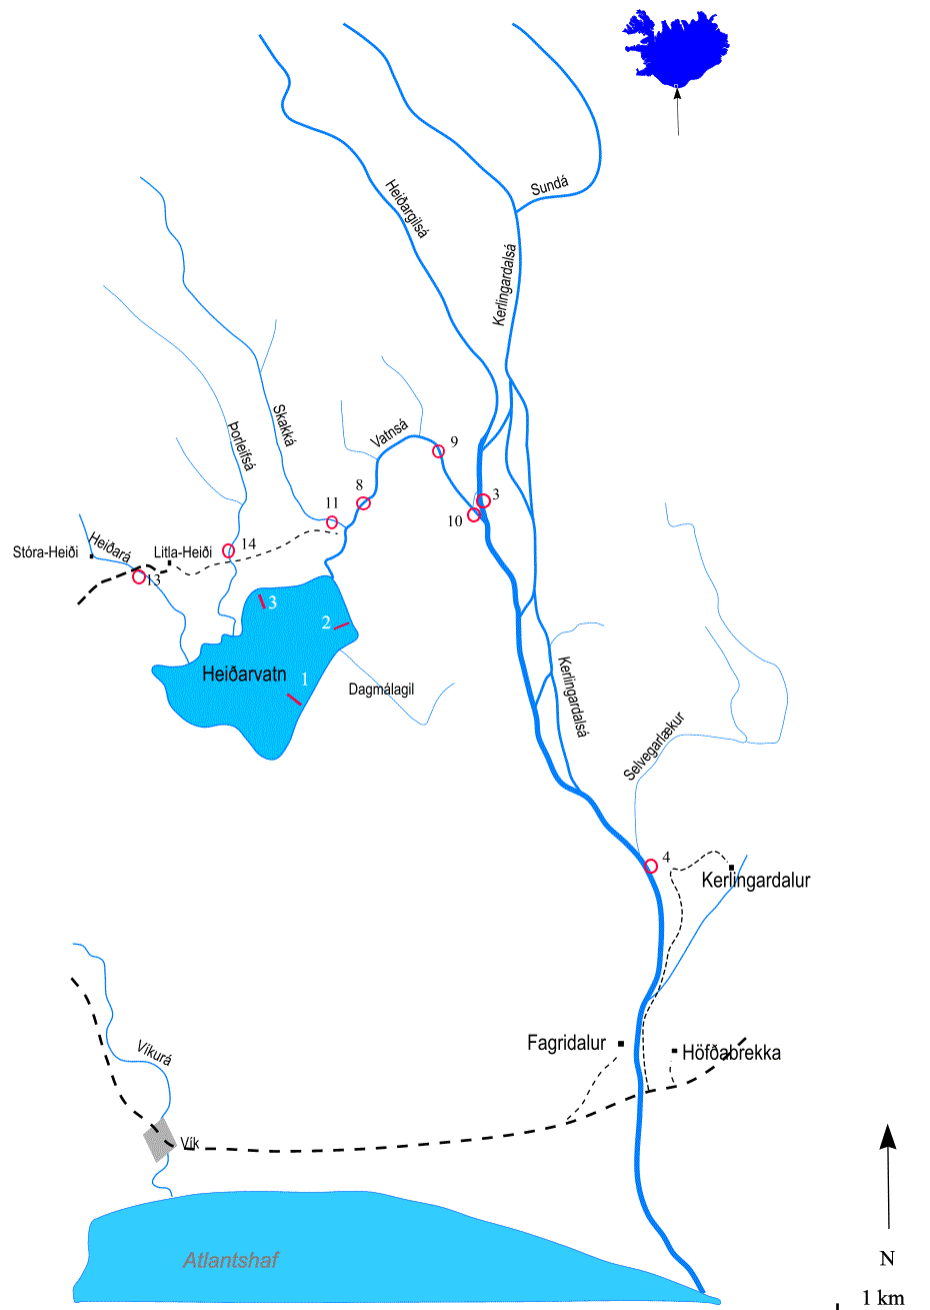 Sundá
Heiðargilsá
Kerlingardalsá
Skakká
Þorleifsá
Vatnsá
9
8
3
11
10
Heiðará
14
Stóra-Heiði
Litla-Heiði
13
3
2
Heiðarvatn
1
Dagmálagil
Kerlingardalsá
Selvegarlækur
4
Kerlingardalur
Fagridalur
Höfðabrekka
Víkurá
Vík
Atlantshaf
N
1 km